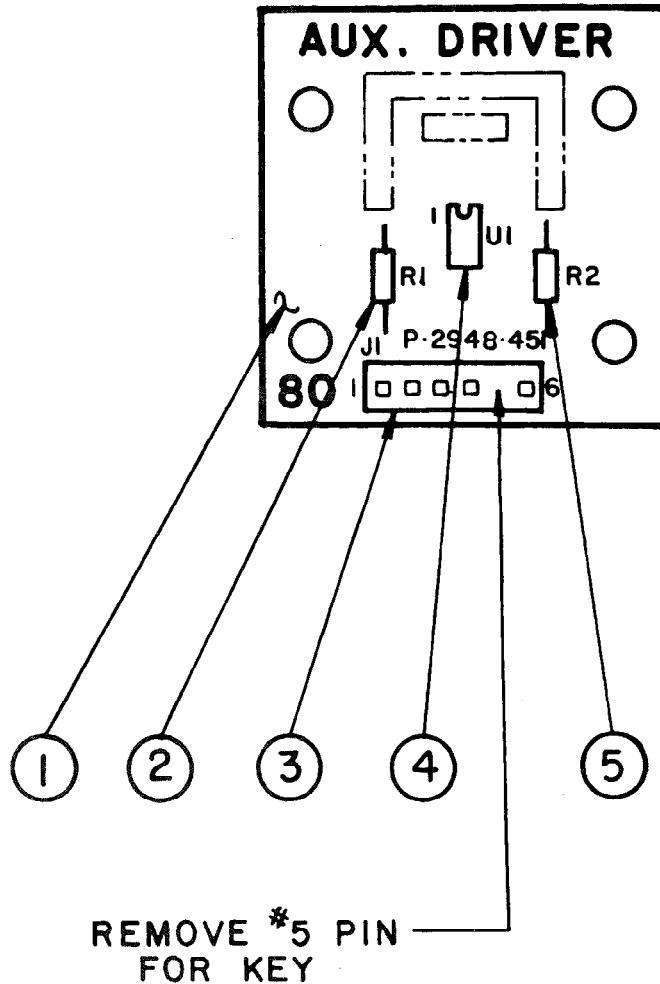 AUX. DRIVER
1 U1
R1 R2
J1 P-2948-451
80 1 6
1 2 3 4 5
REMOVE #5 PIN
FOR KEY